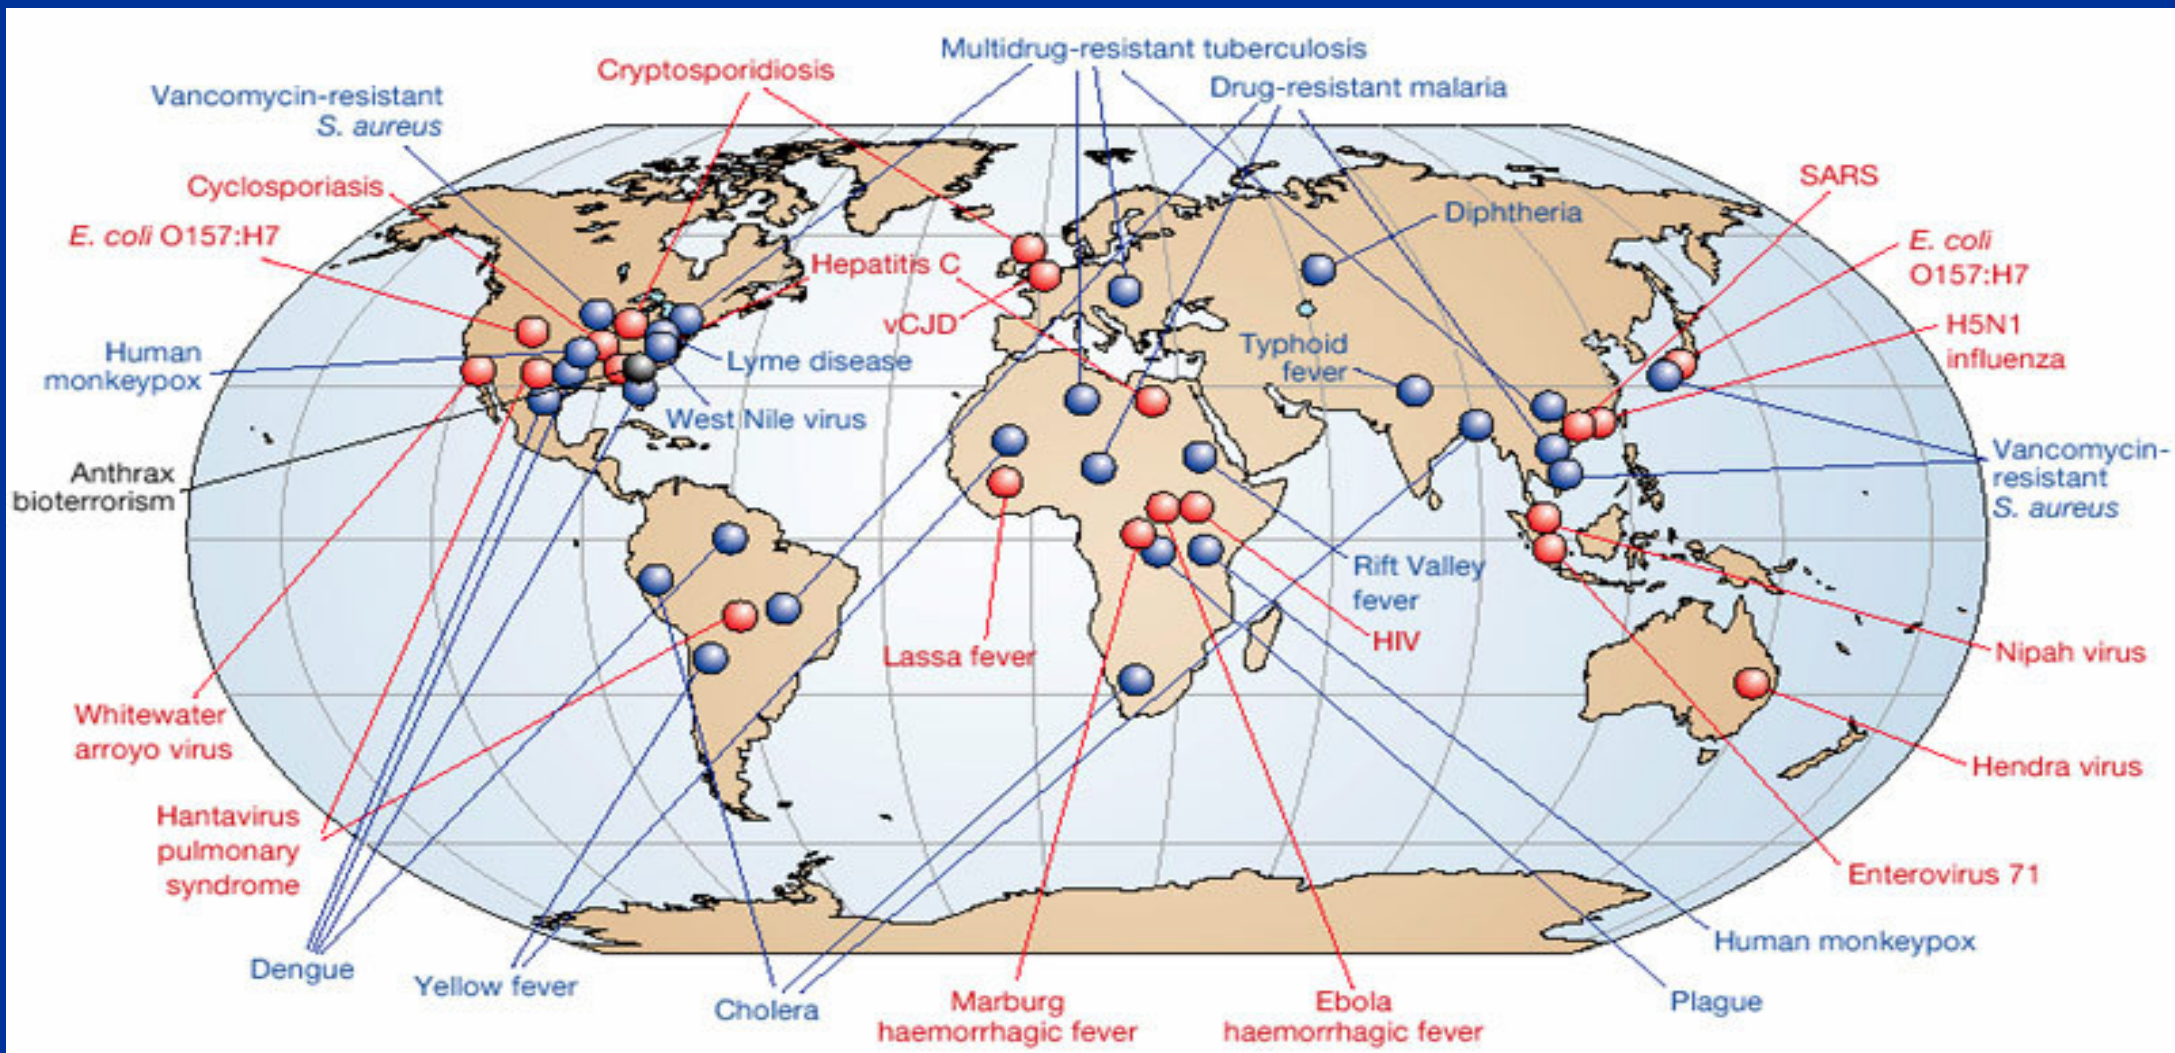 Multidrug-resistant tuberculosis
Cryptosporidiosis
Drug-resistant malaria
Vancomycin-resistant
S. aureus
SARS
Cyclosporiasis
Diphtheria
E. coli O157:H7
E. coli
O157:H7
Hepatitis C
vCJD
H5N1
influenza
Human
monkeypox
Lyme disease
Typhoid
fever
West Nile virus
Anthrax
bioterrorism
Vancomycin-
resistant
S. aureus
Rift Valley
fever
HIV
Lassa fever
Nipah virus
Whitewater
arroyo virus
Hendra virus
Hantavirus
pulmonary
syndrome
Enterovirus 71
Human monkeypox
Dengue
Yellow fever
Cholera
Marburg
haemorrhagic fever
Ebola
haemorrhagic fever
Plague